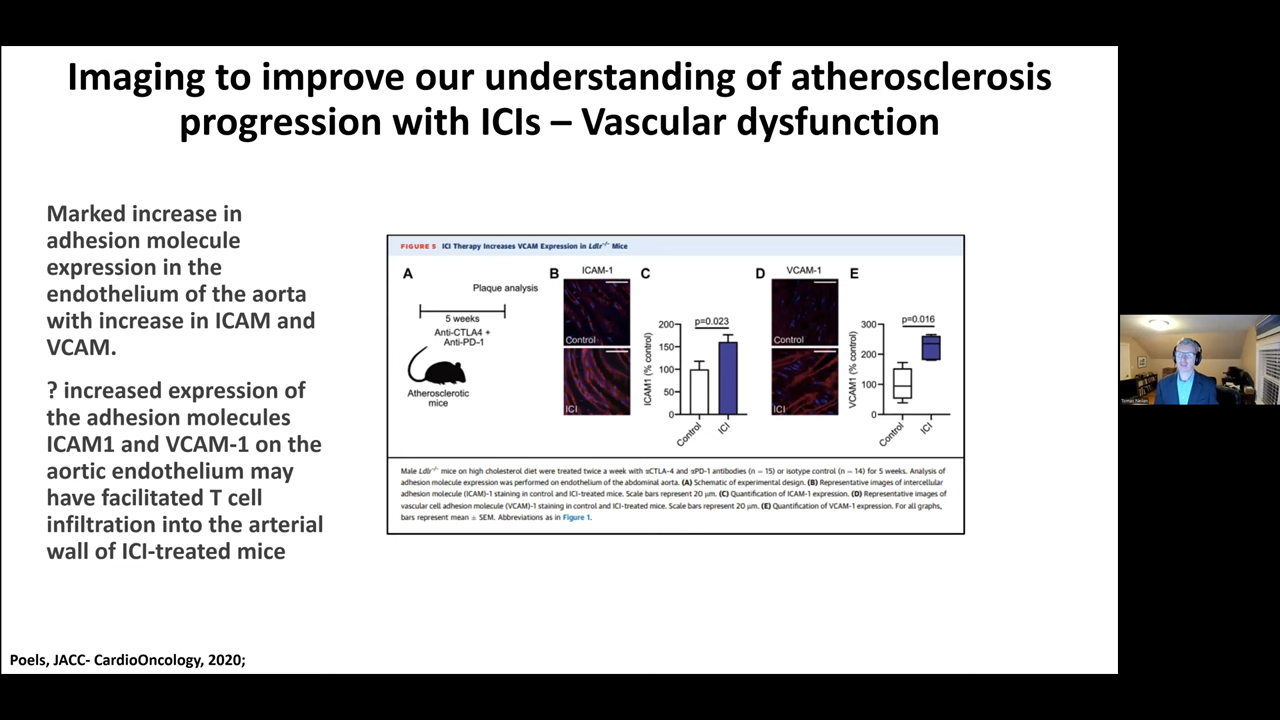 Imaging to improve our understanding of atherosclerosis
progression with ICIs – Vascular dysfunction
Marked increase in
adhesion molecule
expression in the
endothelium of the aorta
with increase in ICAM and
VCAM.
? increased expression of
the adhesion molecules
ICAM1 and VCAM-1 on the
aortic endothelium may
have facilitated T cell
infiltration into the arterial
wall of ICI-treated mice
FIGURE 5 ICI Therapy Increases VCAM Expression in Ldlr-/- Mice
A
Plaque analysis
5 weeks
Anti-CTLA4 +
Anti-PD-1
Atherosclerotic
mice
B
ICAM-1
Control
ICI
C
p=0.023
ICAM1 (% control)
200
150
100
50
0
Control
ICI
D
VCAM-1
Control
ICI
E
p=0.016
VCAM1 (% control)
300
200
100
0
Control
ICI
Male Ldlr-/- mice on high cholesterol diet were treated twice a week with αCTLA-4 and αPD-1 antibodies (n = 15) or isotype control (n = 14) for 5 weeks. Analysis of
adhesion molecule expression was performed on endothelium of the abdominal aorta. (A) Schematic of experimental design. (B) Representative images of intercellular
adhesion molecule (ICAM)-1 staining in control and ICI-treated mice. Scale bars represent 20 μm. (C) Quantification of ICAM-1 expression. (D) Representative images of
vascular cell adhesion molecule (VCAM)-1 staining in control and ICI-treated mice. Scale bars represent 20 μm. (E) Quantification of VCAM-1 expression. For all graphs,
bars represent mean ± SEM. Abbreviations as in Figure 1.
Poels, JACC- CardioOncology, 2020;
Tomas Neilan